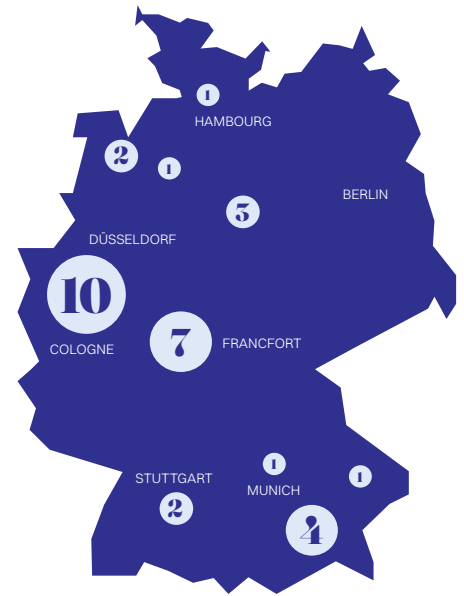 1
HAMBOURG
2
1
BERLIN
3
DÜSSELDORF
10
7
FRANCFORT
COLOGNE
1
STUTTGART
1
MUNICH
2
4